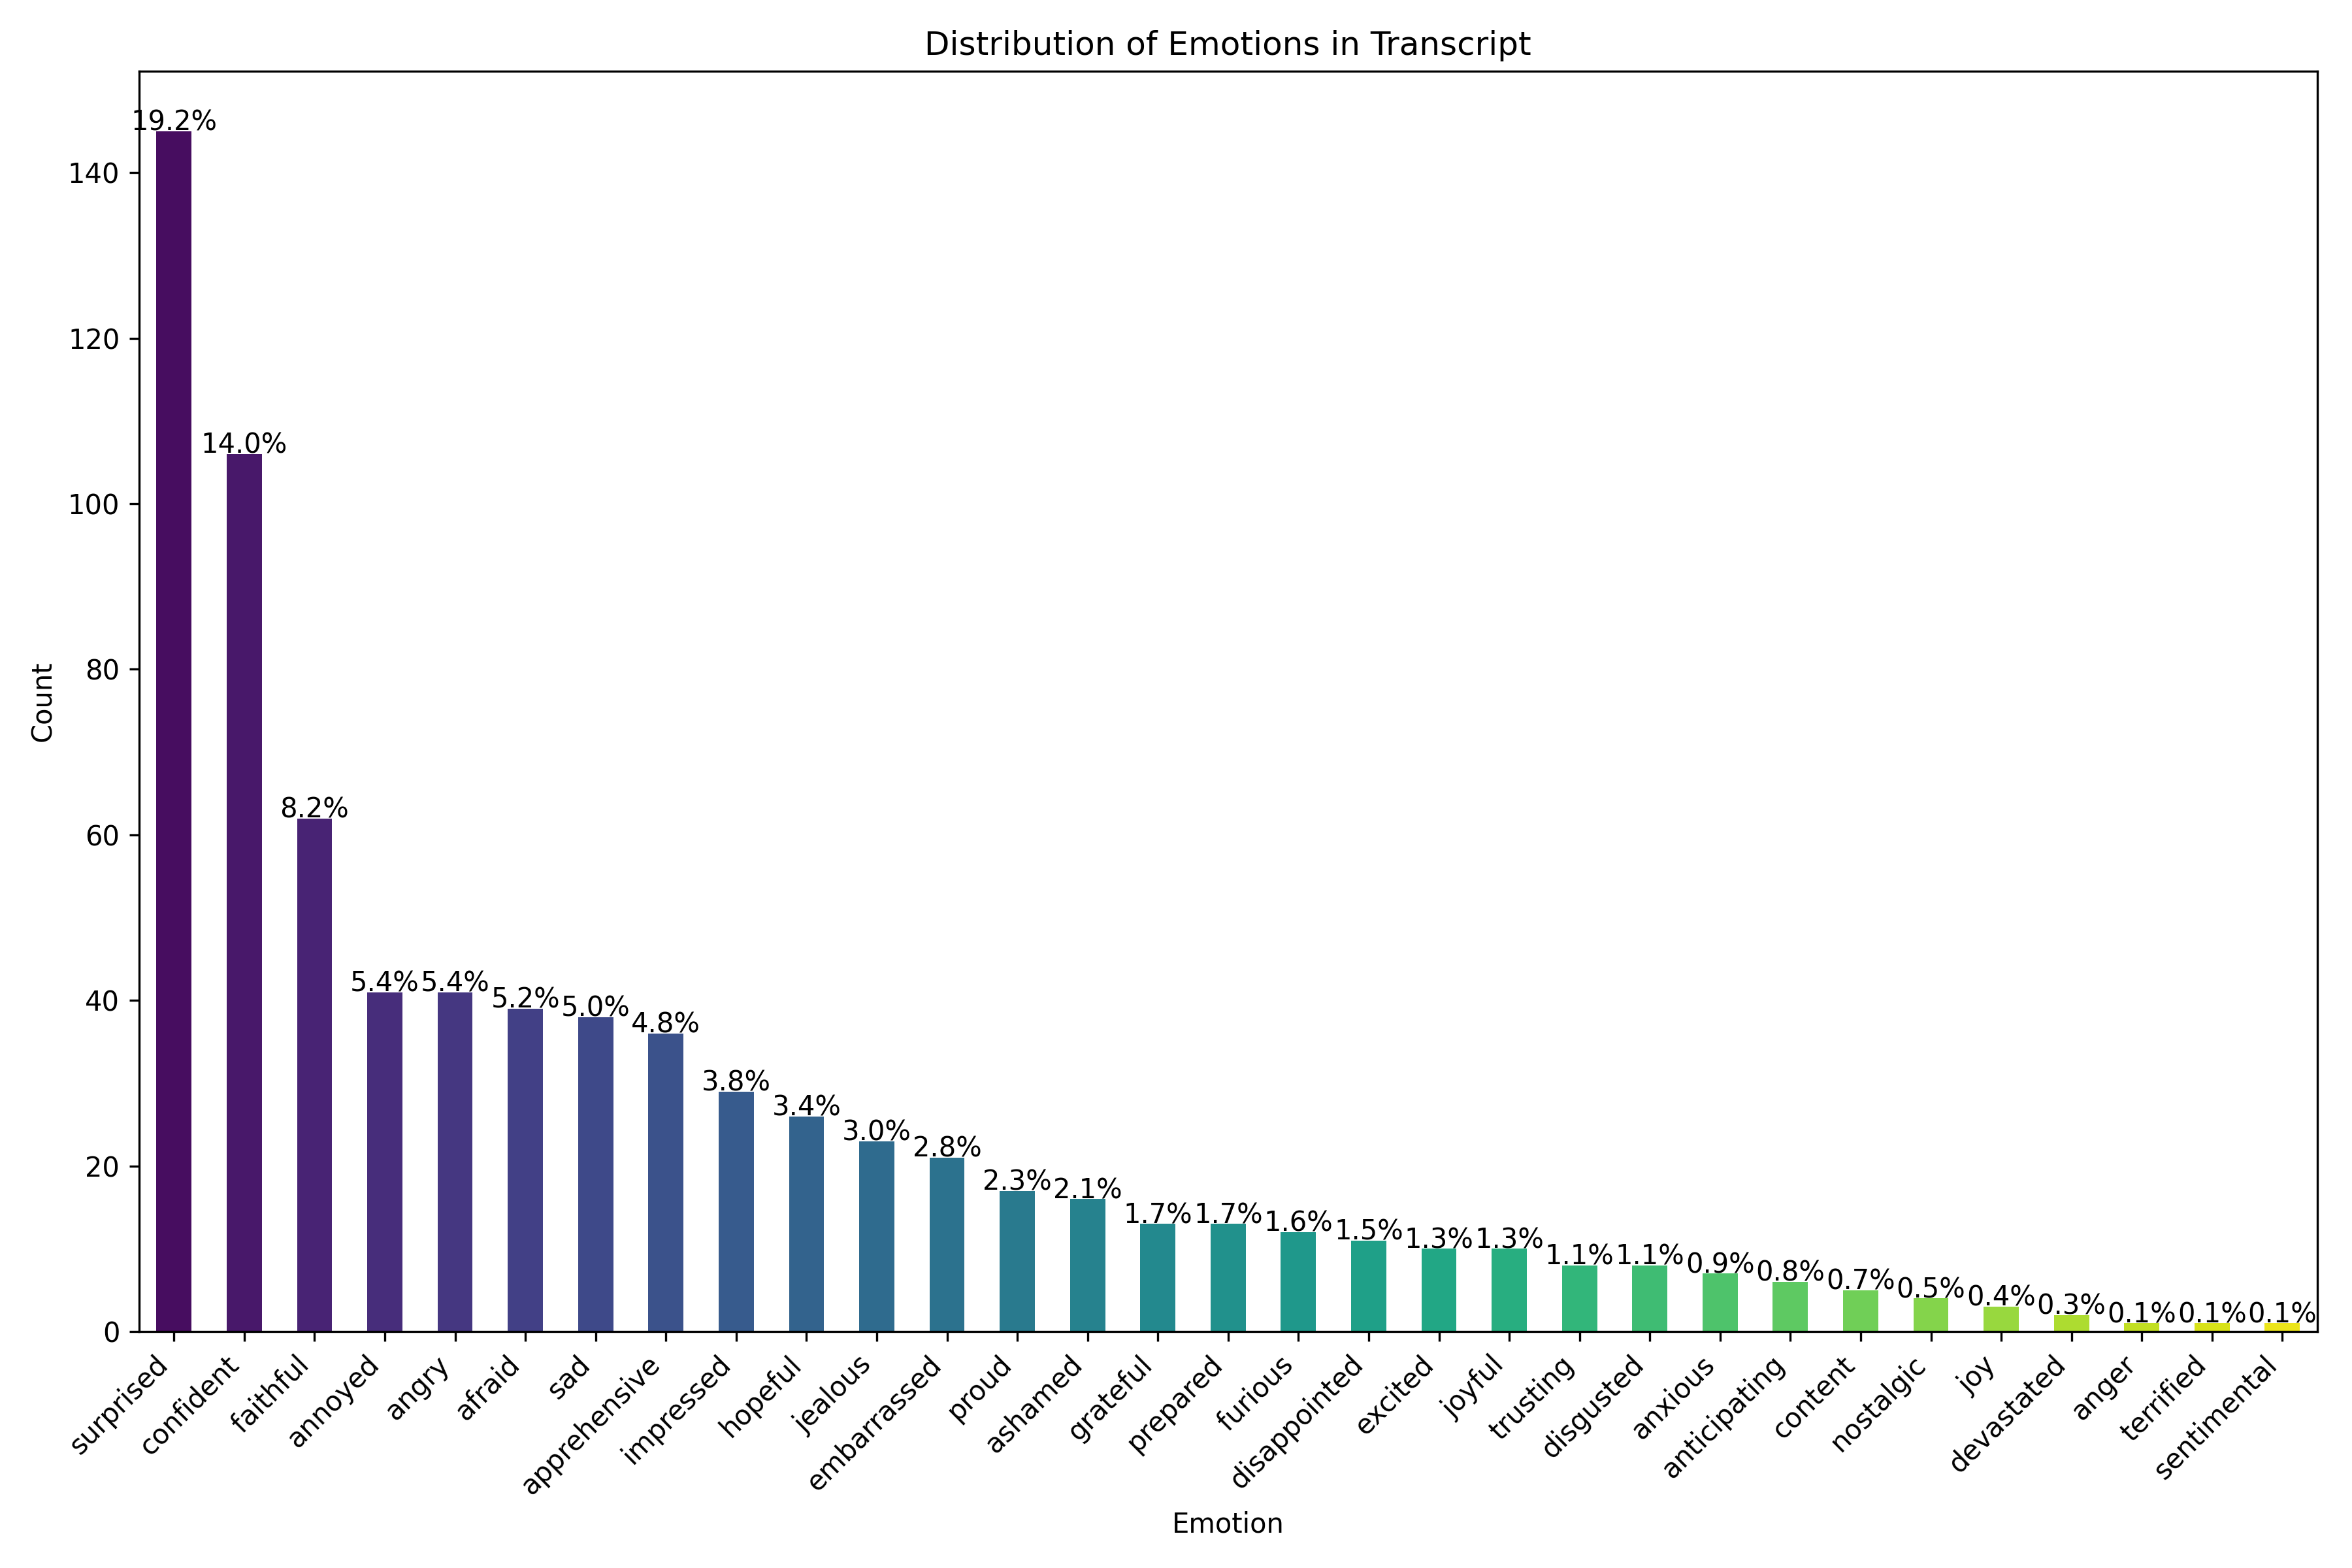 Distribution of Emotions in Transcript
Count
140
120
100
80
60
40
20
0
19.2%
14.0%
8.2%
5.4%
5.4%
5.2%
5.0%
4.8%
3.8%
3.4%
3.0%
2.8%
2.3%
2.1%
1.7%
1.7%
1.6%
1.5%
1.3%
1.3%
1.1%
1.1%
0.9%
0.8%
0.7%
0.5%
0.4%
0.3%
0.1%
0.1%
0.1%
surprised
confident
faithful
annoyed
angry
afraid
sad
apprehensive
impressed
hopeful
jealous
embarrassed
proud
ashamed
grateful
prepared
furious
disappointed
excited
joyful
trusting
disgusted
anxious
anticipating
content
nostalgic
joy
devastated
anger
terrified
sentimental
Emotion